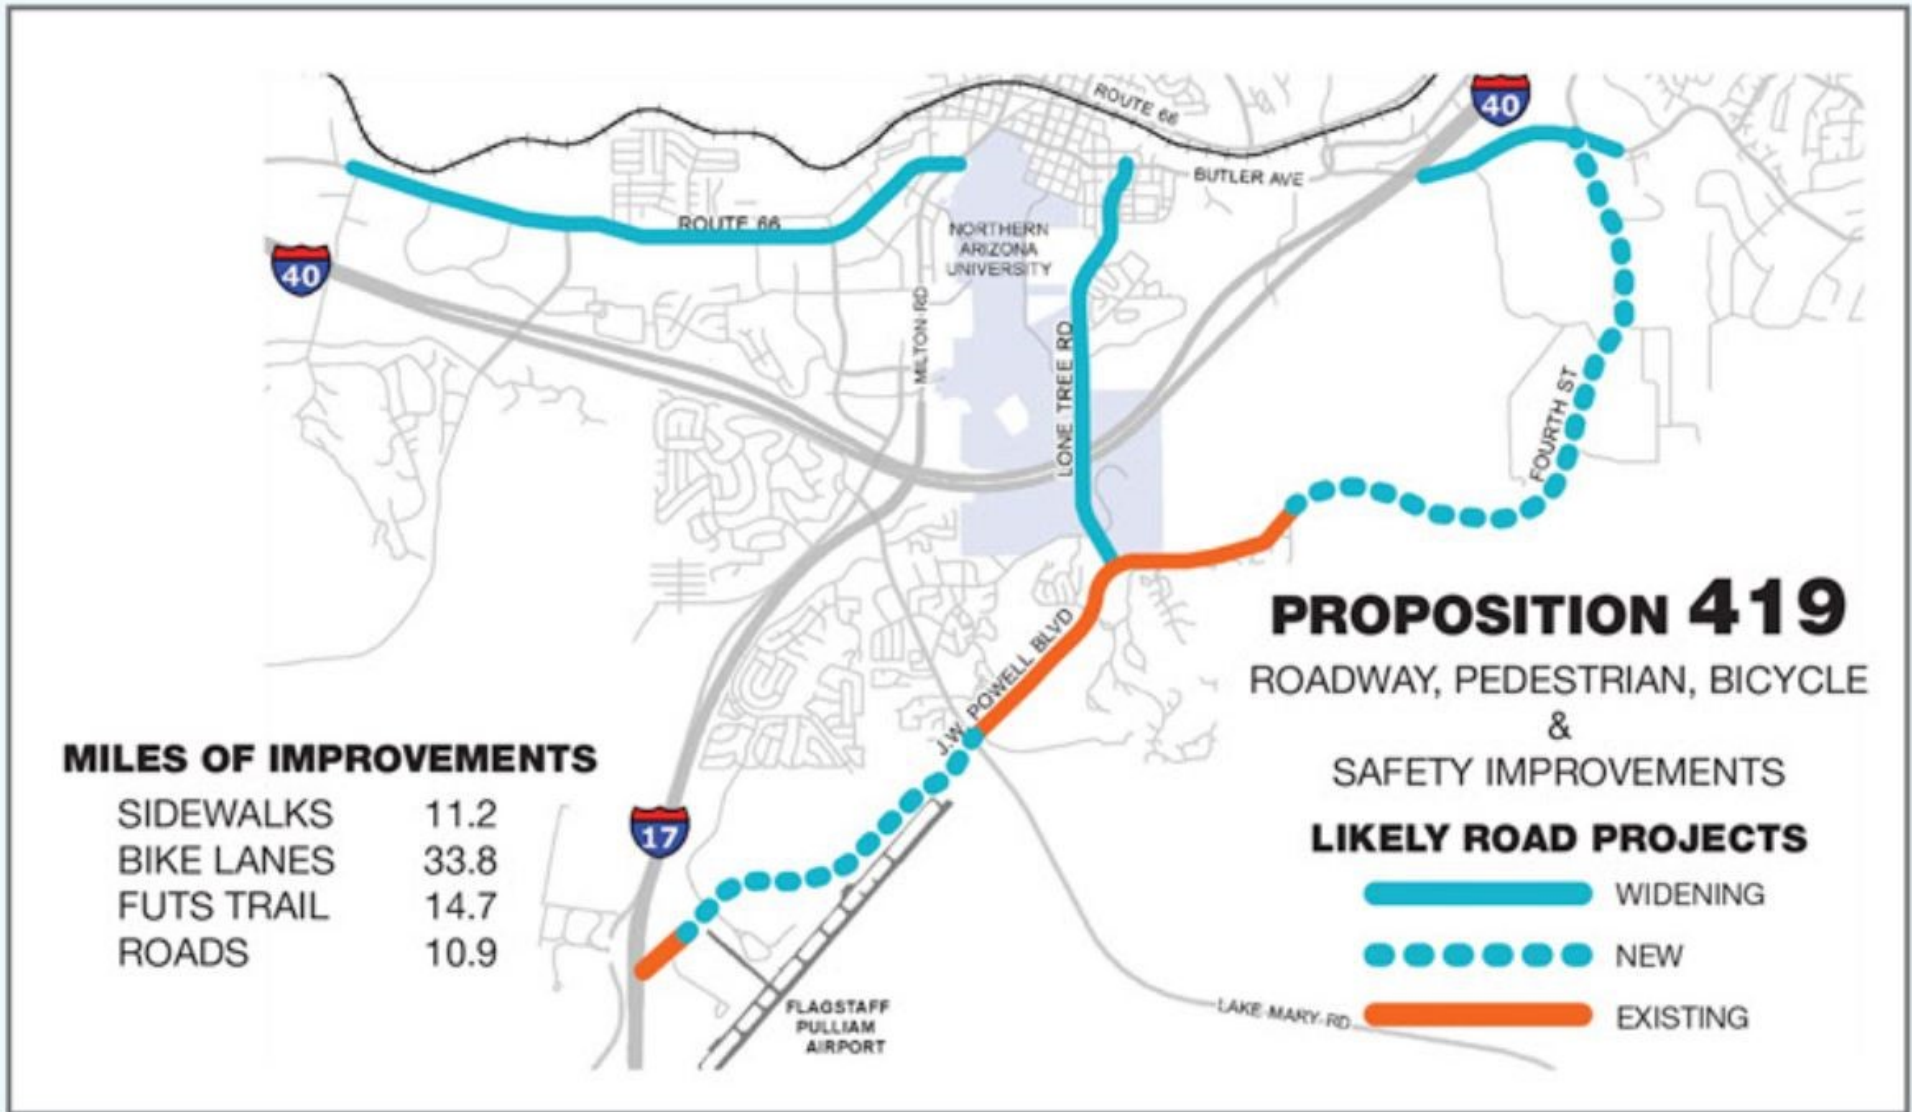 40
ROUTE 66
BUTLER AVE
ROUTE 66
NORTHERN
ARIZONA
UNIVERSITY
40
MILTON RD
LONE TREE RD
FOURTH ST
J.W. POWELL BLVD
PROPOSITION 419
ROADWAY, PEDESTRIAN, BICYCLE
&
SAFETY IMPROVEMENTS
MILES OF IMPROVEMENTS
SIDEWALKS 11.2
BIKE LANES 33.8
FUTS TRAIL 14.7
ROADS 10.9
17
LIKELY ROAD PROJECTS
WIDENING
NEW
EXISTING
FLAGSTAFF
PULLIAM
AIRPORT
LAKE MARY RD